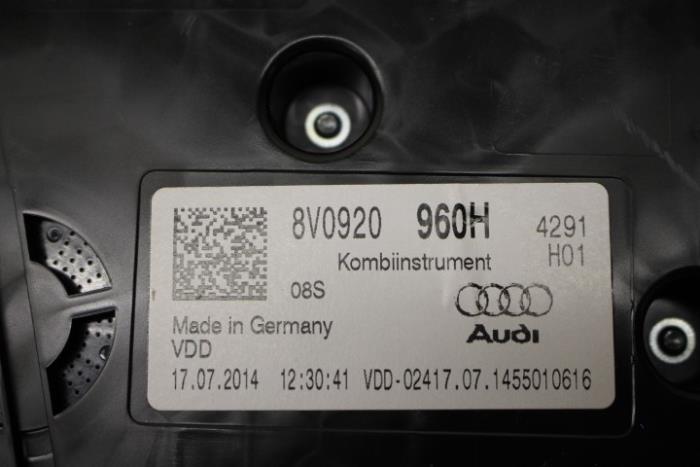 8V0920 960H 4291
Kombiinstrument H01
08S
Audi
Made in Germany
VDD
17.07.2014 12:30:41 VDD-02417.07.1455010616